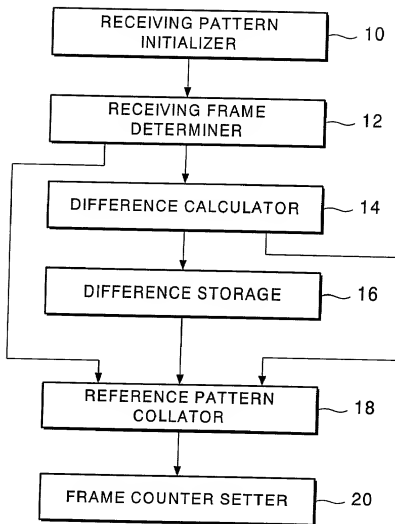 RECEIVING PATTERN
INITIALIZER
10
RECEIVING FRAME
DETERMINER
12
DIFFERENCE CALCULATOR
14
DIFFERENCE STORAGE
16
REFERENCE PATTERN
COLLATOR
18
FRAME COUNTER SETTER
20